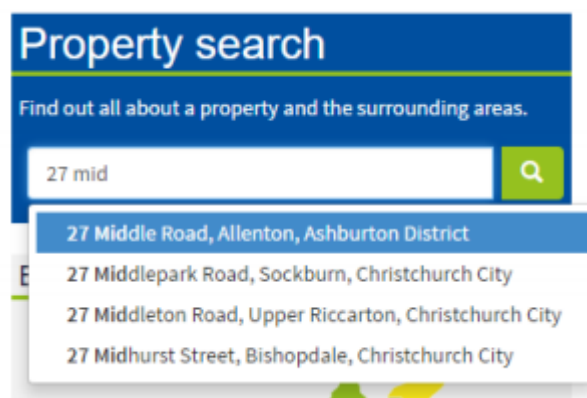 Property search
Find out all about a property and the surrounding areas.
27 mid
27 Middle Road, Allenton, Ashburton District
27 Middlepark Road, Sockburn, Christchurch City
27 Middleton Road, Upper Riccarton, Christchurch City
27 Midhurst Street, Bishopdale, Christchurch City